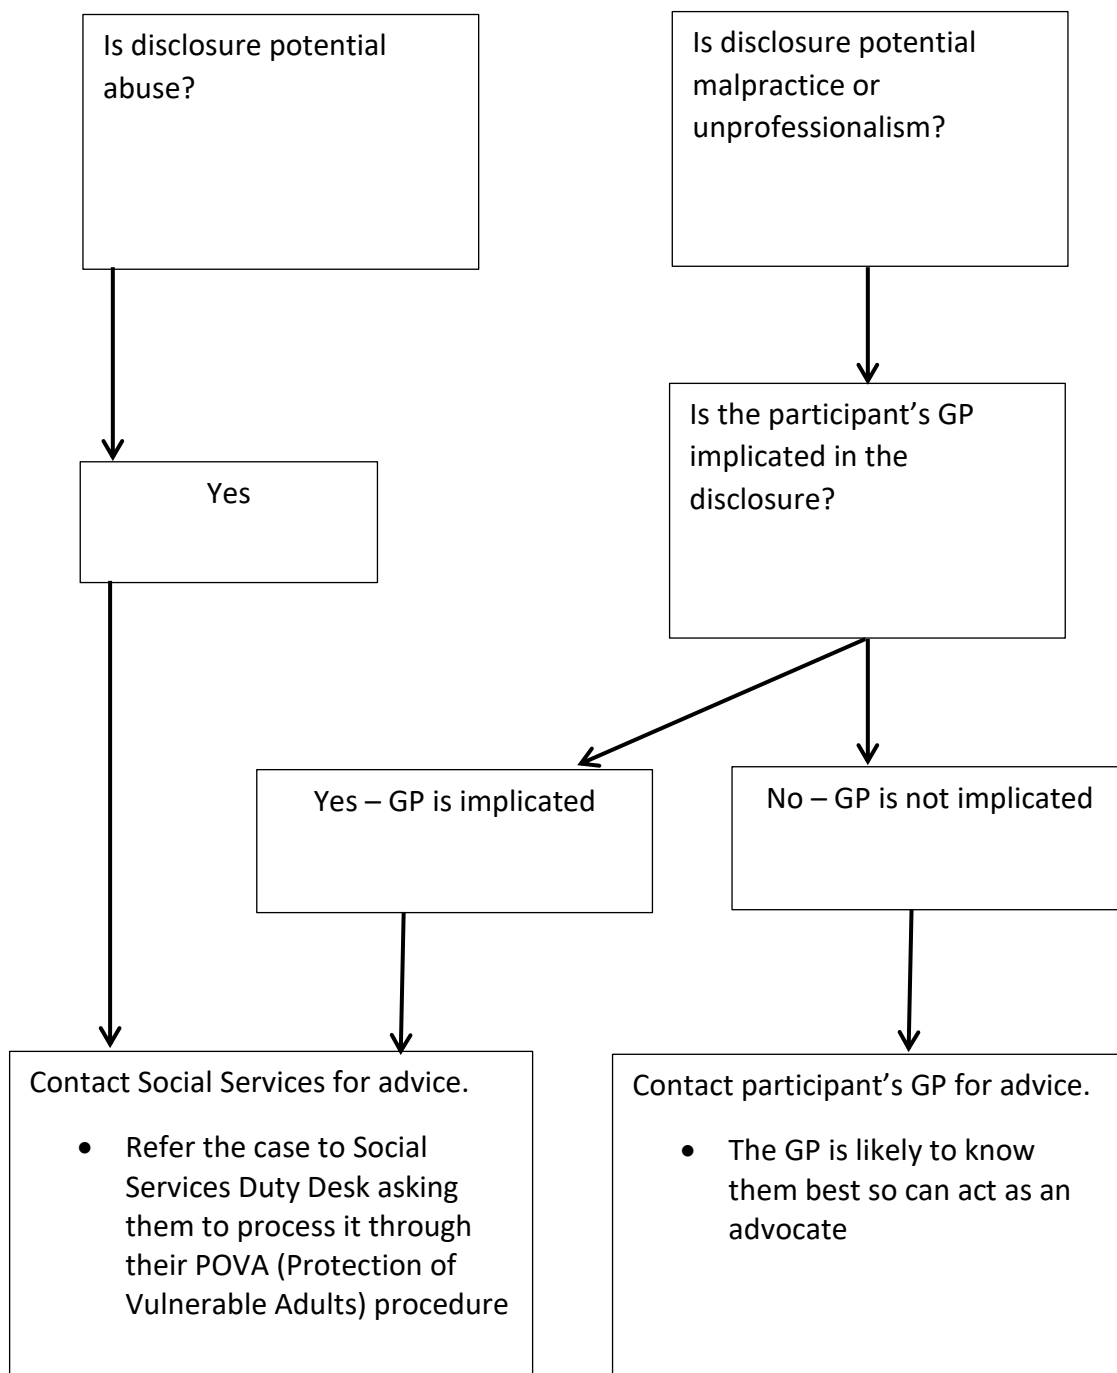 Is disclosure potential
abuse?
Is disclosure potential
malpractice or
unprofessionalism?
Is the participant’s GP
implicated in the
disclosure?
Yes
Yes – GP is implicated
No – GP is not implicated
Contact Social Services for advice.
• Refer the case to Social
Services Duty Desk asking
them to process it through
their POVA (Protection of
Vulnerable Adults) procedure
Contact participant’s GP for advice.
• The GP is likely to know
them best so can act as an
advocate